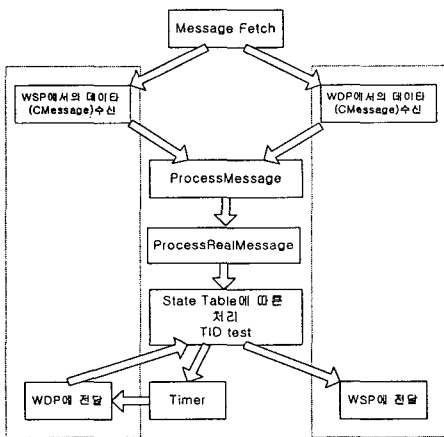 Message Fetch
WSP에서의 데이타
(CMessage)수신
WDP에서의 데이타
(CMessage)수신
ProcessMessage
ProcessRealMessage
State Table에 따른
처리
TID test
WDP에 전달
Timer
WSP에 전달